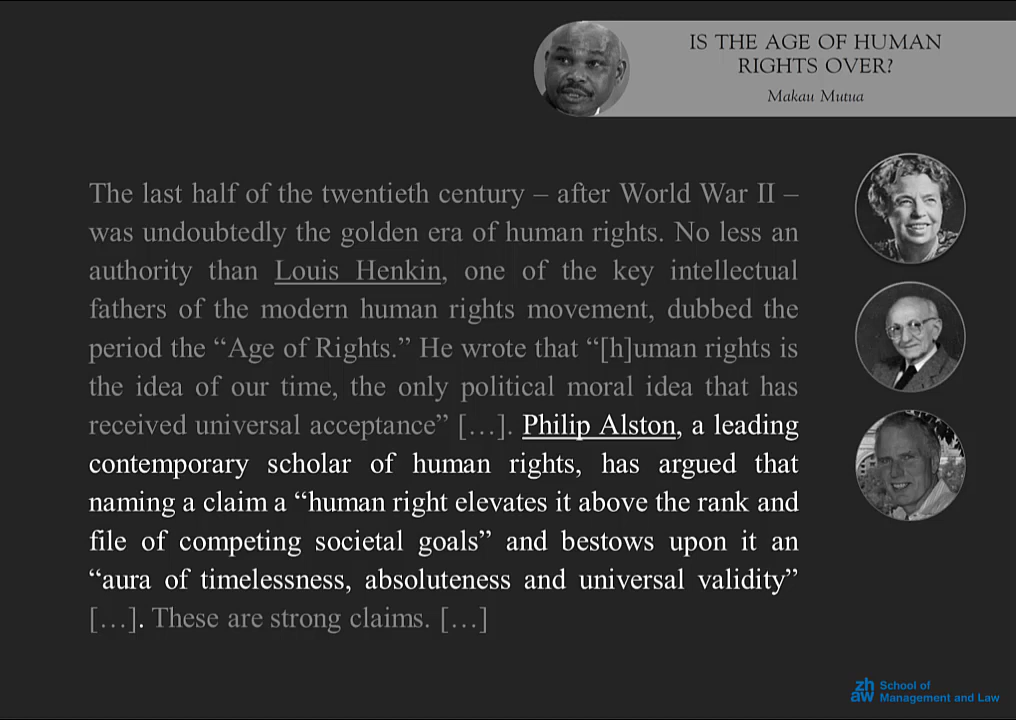 IS THE AGE OF HUMAN
RIGHTS OVER?
Makau Mutua
The last half of the twentieth century – after World War II –
was undoubtedly the golden era of human rights. No less an
authority than Louis Henkin, one of the key intellectual
fathers of the modern human rights movement, dubbed the
period the “Age of Rights.” He wrote that “[h]uman rights is
the idea of our time, the only political moral idea that has
received universal acceptance” […]. Philip Alston, a leading
contemporary scholar of human rights, has argued that
naming a claim a “human right elevates it above the rank and
file of competing societal goals” and bestows upon it an
“aura of timelessness, absoluteness and universal validity”
[…]. These are strong claims. […]
zh
aw
School of
Management and Law